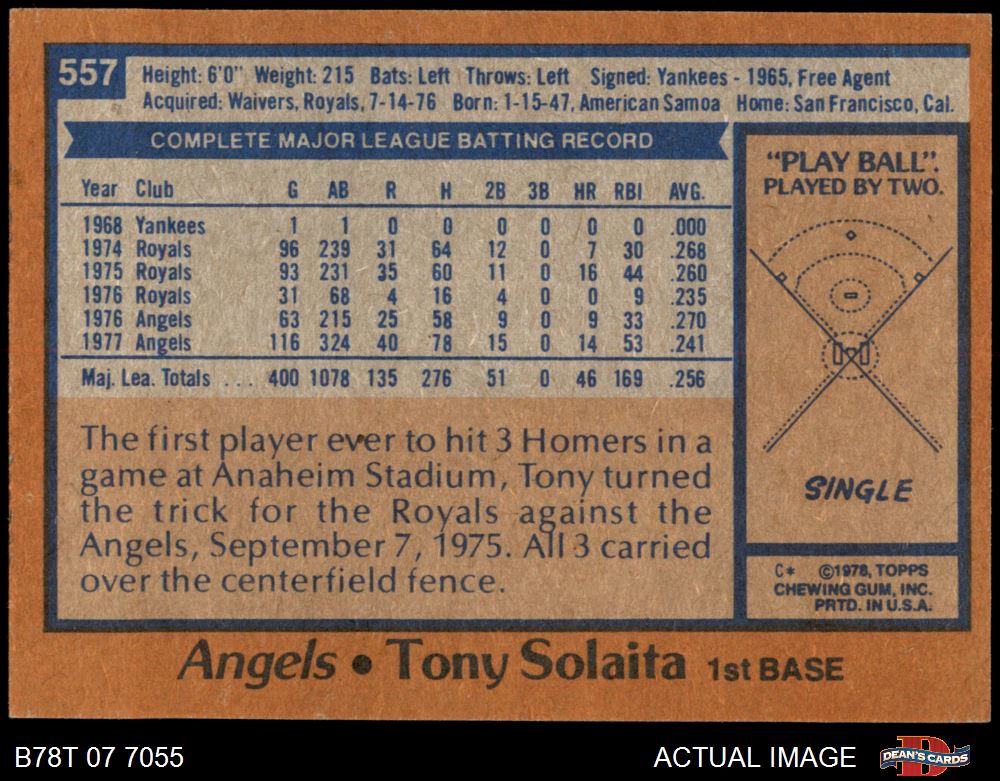 557
Height: 6'0" Weight: 215 Bats: Left Throws: Left Signed: Yankees - 1965, Free Agent
Acquired: Waivers, Royals, 7-14-76 Born: 1-15-47, American Samoa Home: San Francisco, Cal.
COMPLETE MAJOR LEAGUE BATTING RECORD
Year Club G AB R H 2B 3B HR RBI AVG.
1968 Yankees 1 1 0 0 0 0 0 0 .000
1974 Royals 96 239 31 64 12 0 7 30 .268
1975 Royals 93 231 35 60 11 0 16 44 .260
1976 Royals 31 68 4 16 4 0 0 9 .235
1976 Angels 63 215 25 58 9 0 9 33 .270
1977 Angels 116 324 40 78 15 0 14 53 .241
Maj. Lea. Totals ... 400 1078 135 276 51 0 46 169 .256
The first player ever to hit 3 Homers in a
game at Anaheim Stadium, Tony turned
the trick for the Royals against the
Angels, September 7, 1975. All 3 carried
over the centerfield fence.
"PLAY BALL".
PLAYED BY TWO.
SINGLE
C* ©1978, TOPPS
CHEWING GUM, INC.
PRTD. IN U.S.A.
Angels • Tony Solaita 1st BASE
B78T 07 7055
ACTUAL IMAGE
DEAN'S CARDS